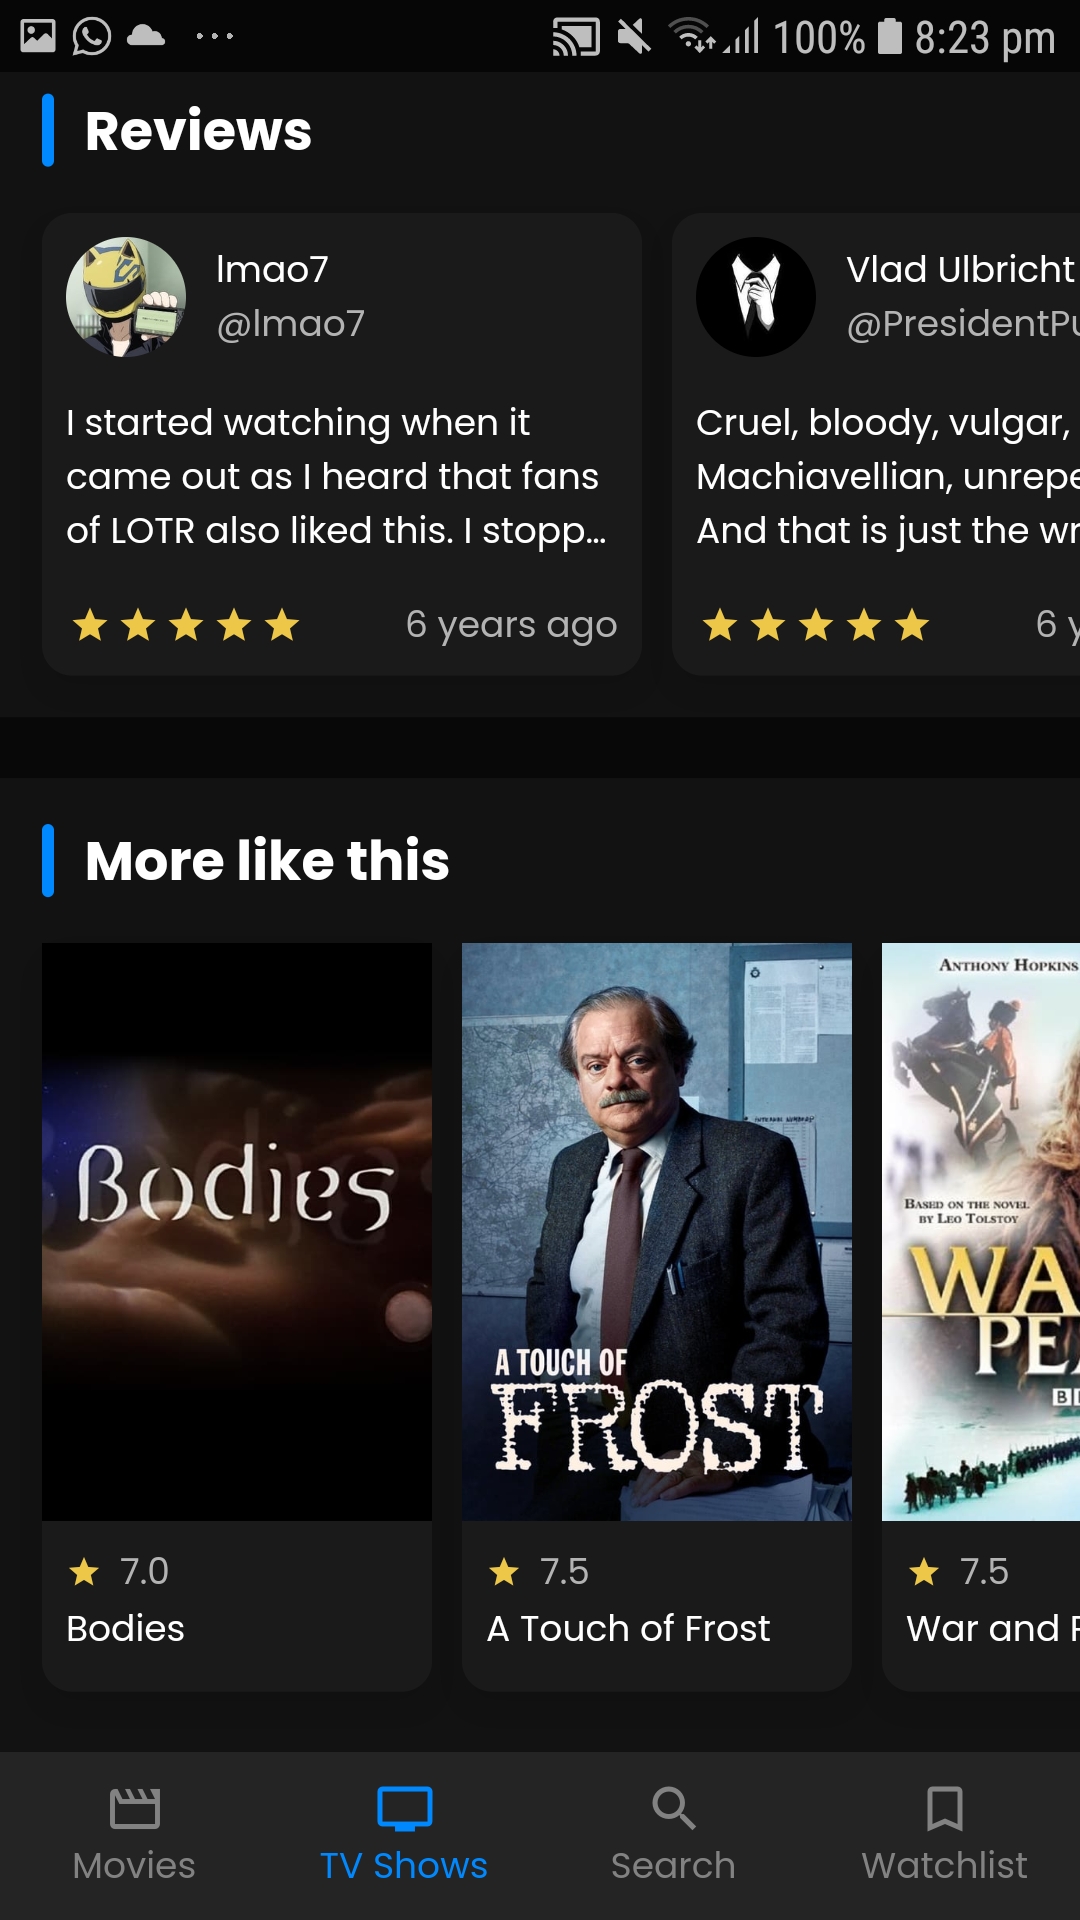 100% 8:23 pm
Reviews
lmao7
@lmao7
I started watching when it
came out as I heard that fans
of LOTR also liked this. I stopp...
6 years ago
Vlad Ulbricht
@PresidentPu
Cruel, bloody, vulgar,
Machiavellian, unrepe
And that is just the wr
6 y
More like this
Bodies
7.0
Bodies
A TOUCH OF
FROST
7.5
A Touch of Frost
ANTHONY HOPKINS
BASED ON THE NOVEL
BY LEO TOLSTOY
WA
PEA
7.5
War and P
Movies
TV Shows
Search
Watchlist